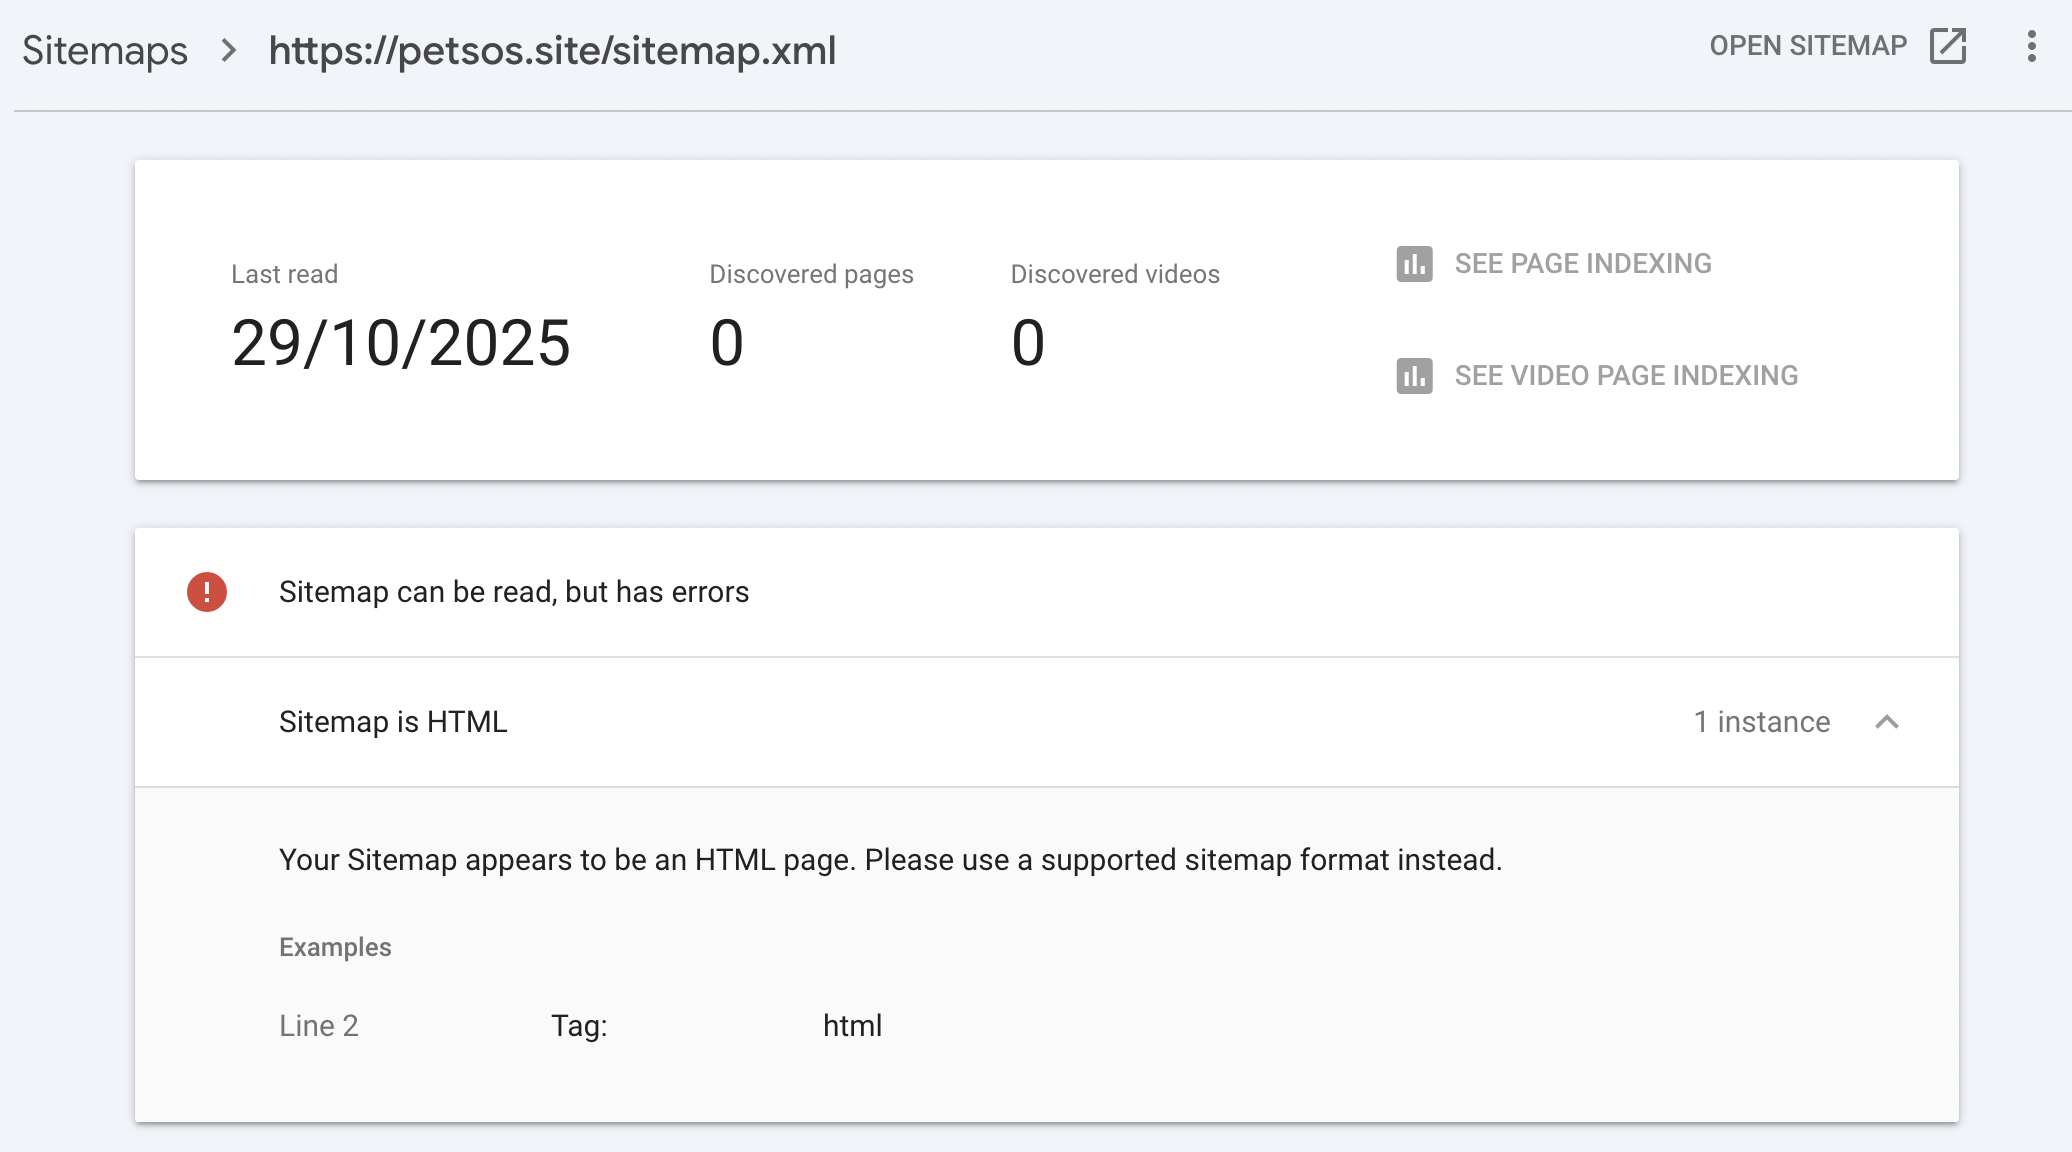 Sitemaps > https://petsos.site/sitemap.xml
OPEN SITEMAP
Last read
29/10/2025
Discovered pages
0
Discovered videos
0
SEE PAGE INDEXING
SEE VIDEO PAGE INDEXING
Sitemap can be read, but has errors
Sitemap is HTML 1 instance
Your Sitemap appears to be an HTML page. Please use a supported sitemap format instead.
Examples
Line 2 Tag: html